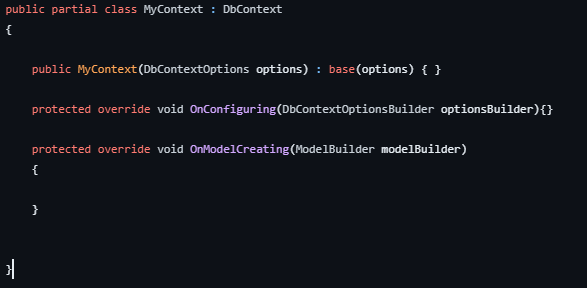 public partial class MyContext : DbContext
{
public MyContext(DbContextOptions options) : base(options) { }
protected override void OnConfiguring(DbContextOptionsBuilder optionsBuilder){}
protected override void OnModelCreating(ModelBuilder modelBuilder)
{
}
}